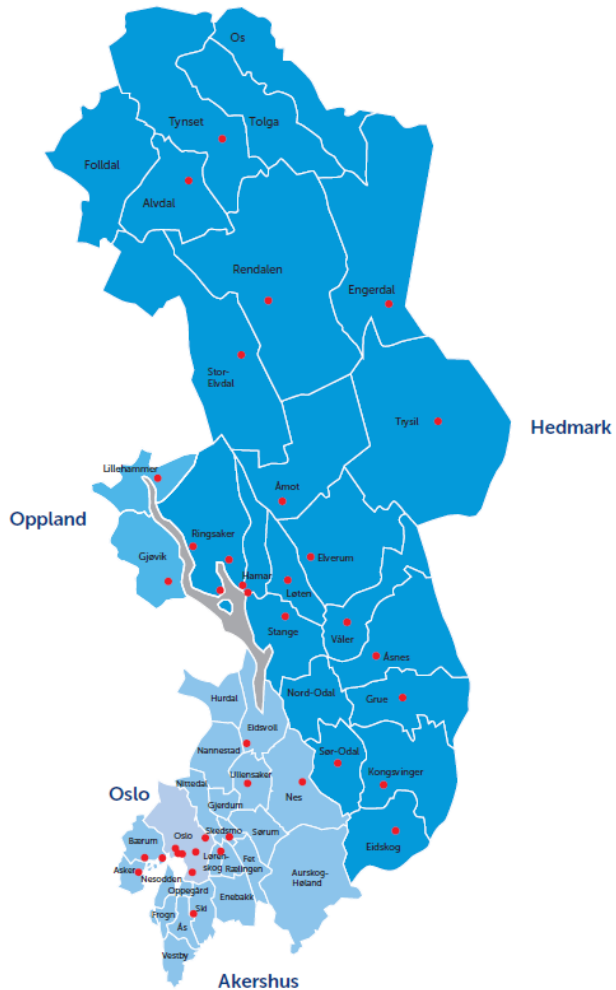 Os
Tynset
Tolga
Folldal
Alvdal
Rendalen
Engerdal
Stor-
Elvdal
Trysil
Hedmark
Lillehammer
Åmot
Oppland
Ringsaker
Gjøvik
Elverum
Hamar
Løten
Stange
Våler
Åsnes
Nord-Odal
Grue
Hurdal
Eidsvoll
Nannestad
Sør-Odal
Ullensaker
Kongsvinger
Nittedal
Nes
Oslo
Gjerdum
Skedsmo
Oslo
Sørum
Bærum
Eidskog
Løren-
skog
Fet
Rælingen
Asker
Nesodden
Aurskog-
Høland
Oppegård
Enebakk
Ski
Frogn
Ås
Vestby
Akershus